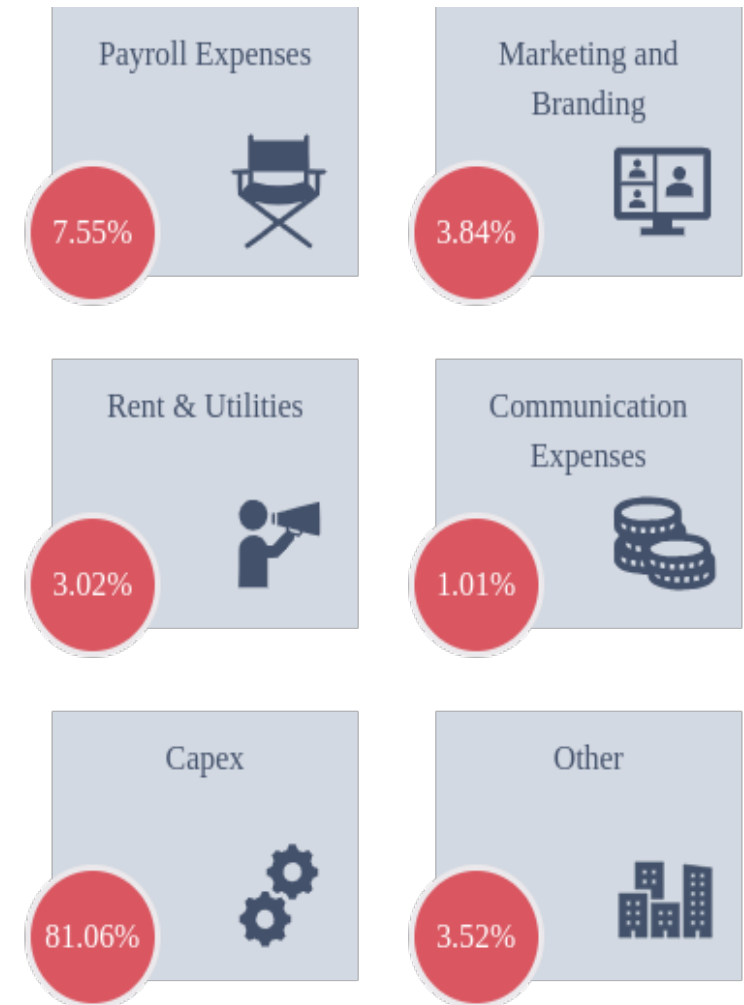 Payroll Expenses
7.55%
Marketing and
Branding
3.84%
Rent & Utilities
3.02%
Communication
Expenses
1.01%
Capex
81.06%
Other
3.52%